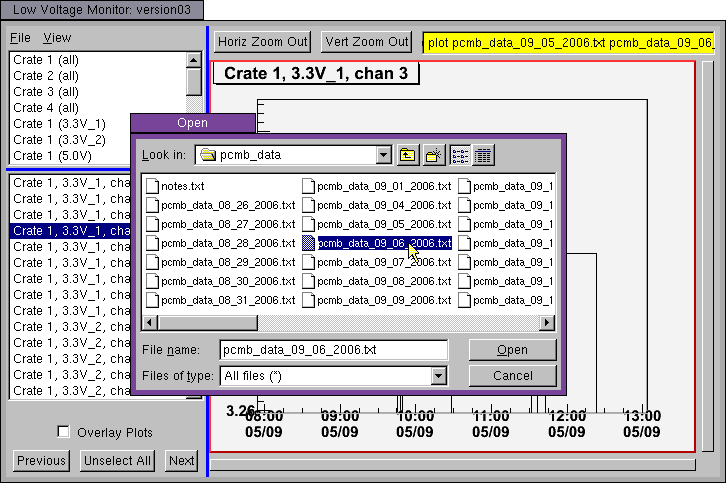 Low Voltage Monitor: version03
File View
Horiz Zoom Out Vert Zoom Out plot pcmb_data_09_05_2006.txt pcmb_data_09_06_
Crate 1 (all)
Crate 2 (all)
Crate 3 (all)
Crate 4 (all)
Crate 1 (3.3V_1)
Crate 1 (3.3V_2)
Crate 1 (5.0V)
Crate 1, 3.3V_1, cha
Crate 1, 3.3V_1, cha
Crate 1, 3.3V_1, cha
Crate 1, 3.3V_1, cha
Crate 1, 3.3V_1, cha
Crate 1, 3.3V_1, cha
Crate 1, 3.3V_1, cha
Crate 1, 3.3V_1, cha
Crate 1, 3.3V_1, cha
Crate 1, 3.3V_2, cha
Crate 1, 3.3V_2, cha
Crate 1, 3.3V_2, cha
Crate 1, 3.3V_2, cha
Crate 1, 3.3V_2, cha
Overlay Plots
Previous Unselect All Next
Crate 1, 3.3V_1, chan 3
Open
Look in: pcmb_data
notes.txt pcmb_data_09_01_2006.txt pcmb_data_09_1
pcmb_data_08_26_2006.txt pcmb_data_09_04_2006.txt pcmb_data_09_1
pcmb_data_08_27_2006.txt pcmb_data_09_05_2006.txt pcmb_data_09_1
pcmb_data_08_28_2006.txt pcmb_data_09_06_2006.txt pcmb_data_09_1
pcmb_data_08_29_2006.txt pcmb_data_09_07_2006.txt pcmb_data_09_1
pcmb_data_08_30_2006.txt pcmb_data_09_08_2006.txt pcmb_data_09_1
pcmb_data_08_31_2006.txt pcmb_data_09_09_2006.txt pcmb_data_09_1
File name: pcmb_data_09_06_2006.txt Open
Files of type: All files (*) Cancel
3.26
08:00 09:00 10:00 11:00 12:00 13:00
05/09 05/09 05/09 05/09 05/09 05/09